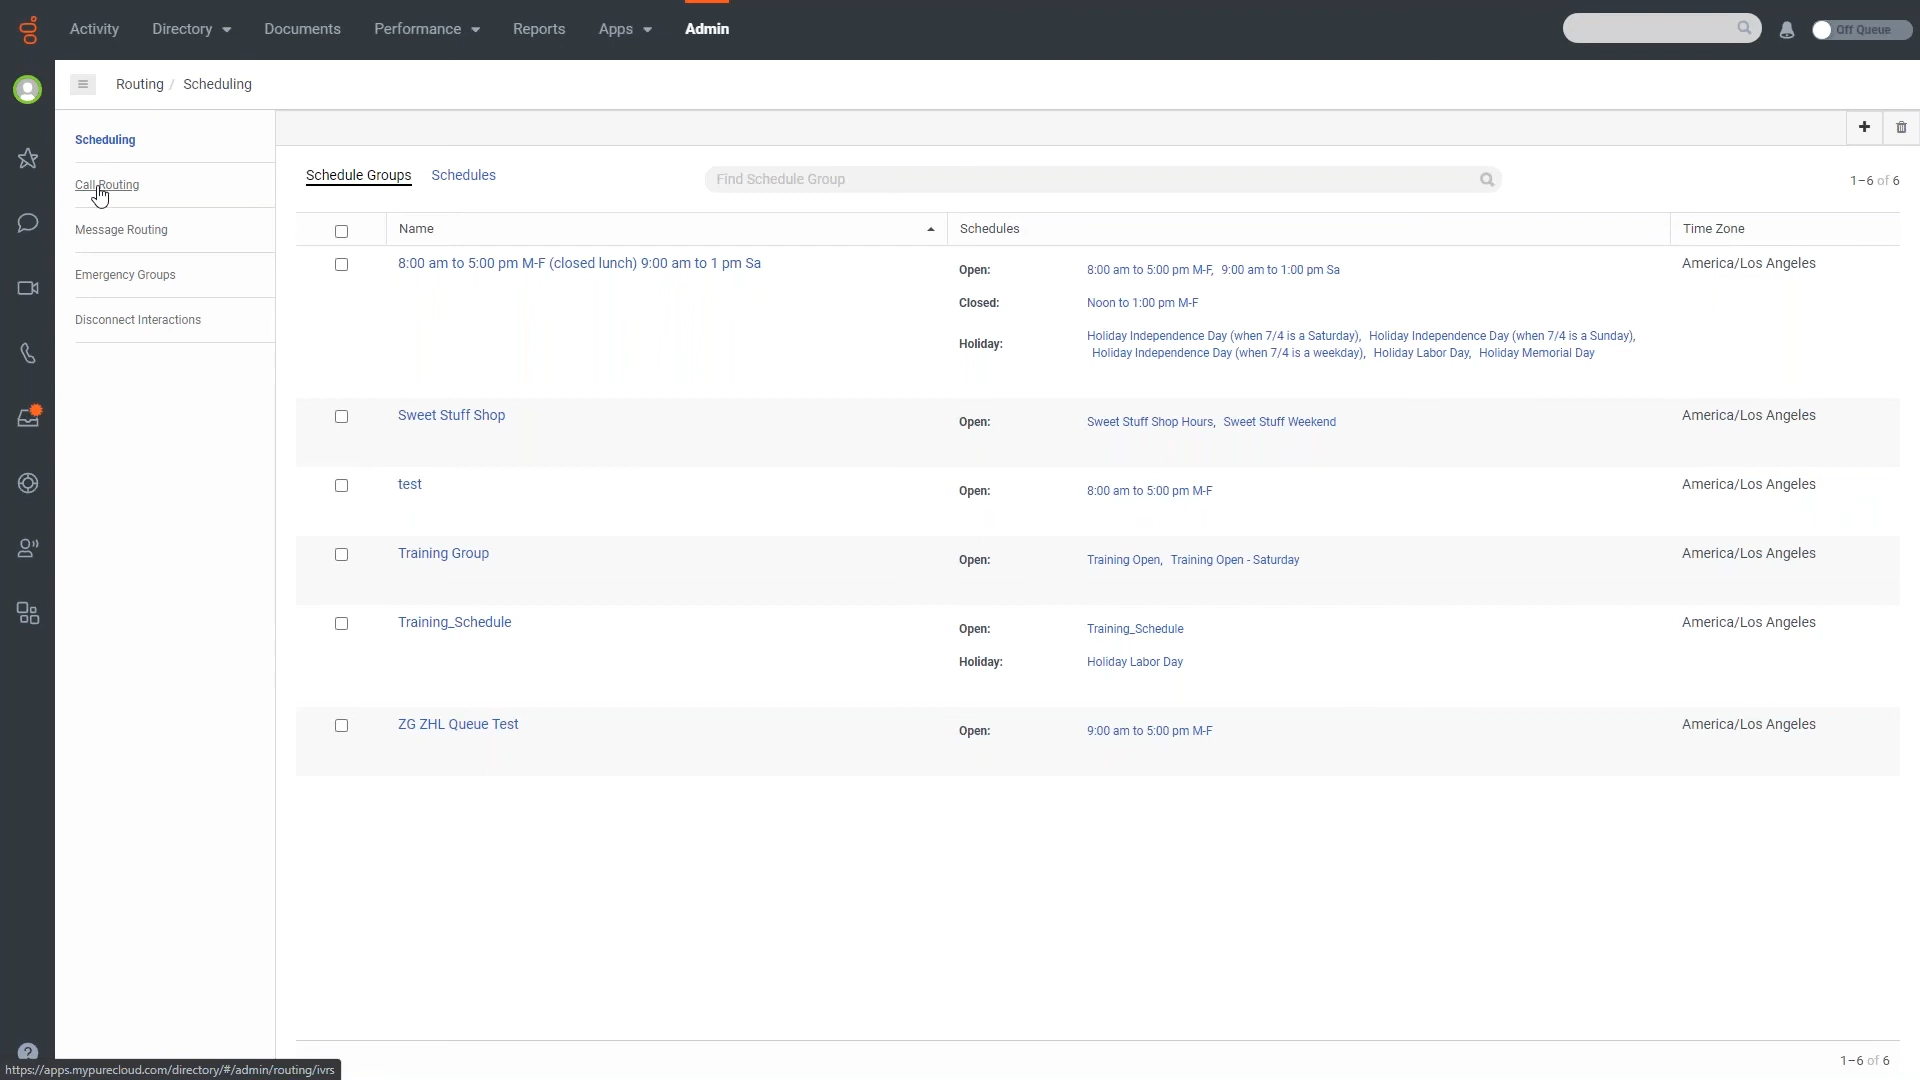 Activity Directory Documents Performance Reports Apps Admin Off Queue
Routing / Scheduling
Scheduling
Call Routing
Message Routing
Emergency Groups
Disconnect Interactions
Schedule Groups Schedules Find Schedule Group 1–6 of 6
Name Schedules Time Zone
8:00 am to 5:00 pm M-F (closed lunch) 9:00 am to 1 pm Sa Open: 8:00 am to 5:00 pm M-F, 9:00 am to 1:00 pm Sa America/Los Angeles
Closed: Noon to 1:00 pm M-F
Holiday: Holiday Independence Day (when 7/4 is a Saturday), Holiday Independence Day (when 7/4 is a Sunday),
Holiday Independence Day (when 7/4 is a weekday), Holiday Labor Day, Holiday Memorial Day
Sweet Stuff Shop Open: Sweet Stuff Shop Hours, Sweet Stuff Weekend America/Los Angeles
test Open: 8:00 am to 5:00 pm M-F America/Los Angeles
Training Group Open: Training Open, Training Open - Saturday America/Los Angeles
Training_Schedule Open: Training_Schedule America/Los Angeles
Holiday: Holiday Labor Day
ZG ZHL Queue Test Open: 9:00 am to 5:00 pm M-F America/Los Angeles
1–6 of 6
https://apps.mypurecloud.com/directory/#/admin/routing/ivrs